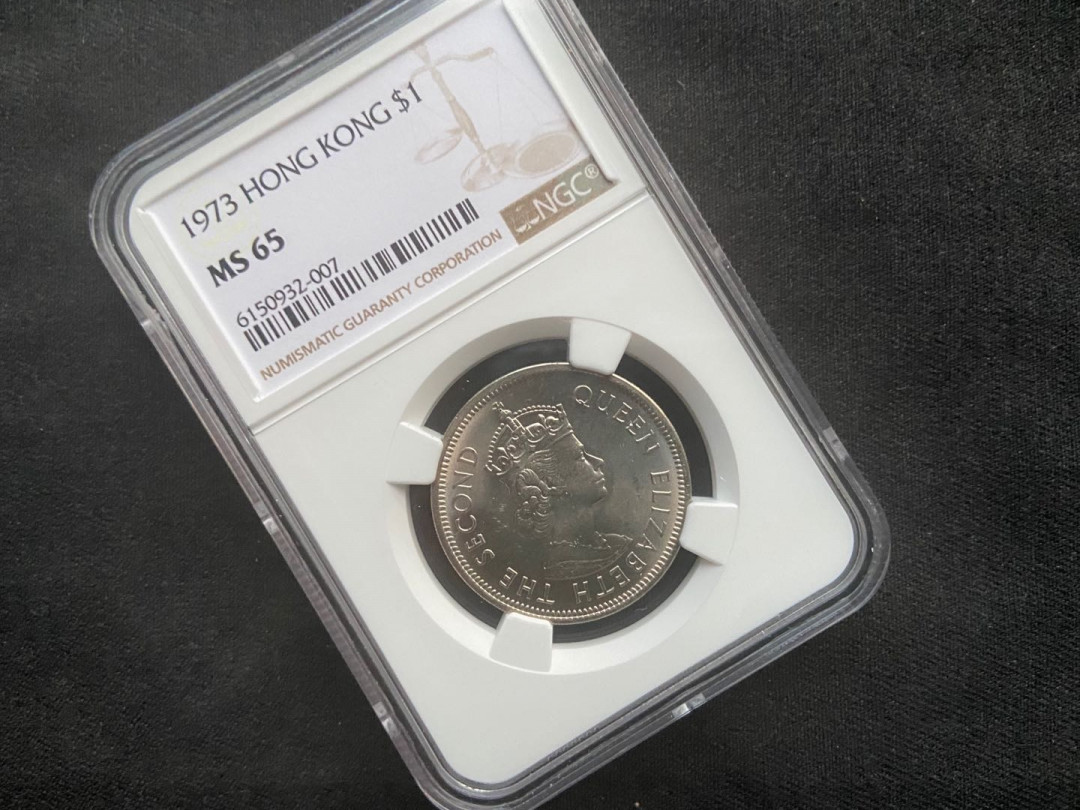 1973 HONG KONG $1
MS 65
6150932-007
NGC®
NUMISMATIC GUARANTY CORPORATION
QUEEN ELIZABETH THE SECOND